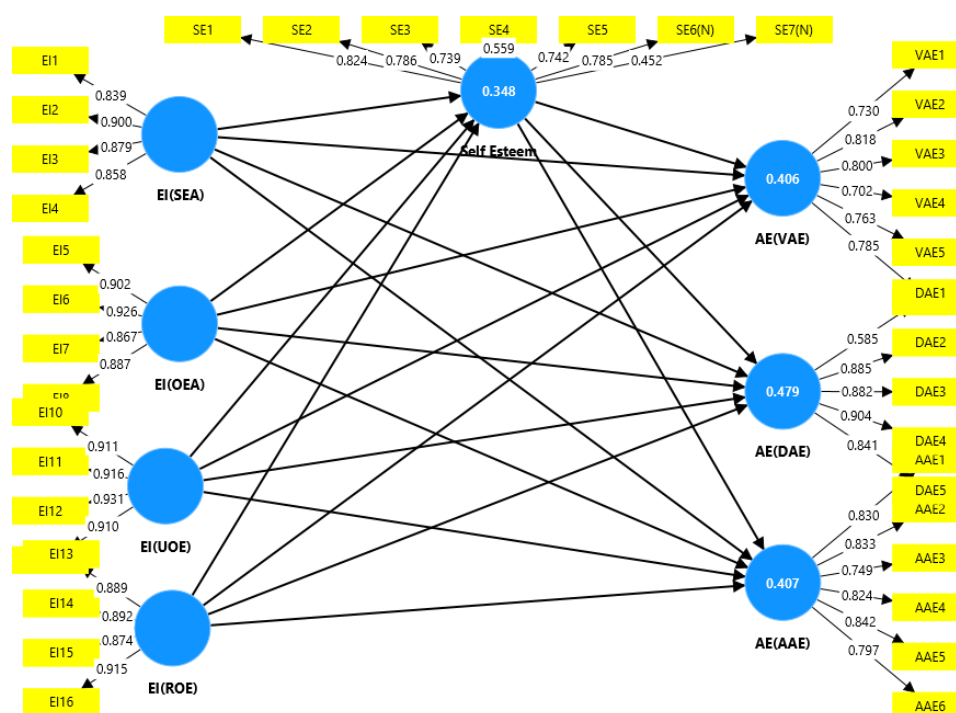 SE1
SE2
SE3
SE4
SE5
SE6(N)
SE7(N)
0.824
0.786
0.739
0.559
0.742
0.785
0.452
0.348
Self Esteem
EI1
EI2
EI3
EI4
0.839
0.900
0.879
0.858
EI(SEA)
EI5
EI6
EI7
0.902
0.926
0.867
0.887
EI(OEA)
EI10
EI11
EI12
EI13
0.911
0.916
0.931
0.910
EI(UOE)
EI14
EI15
EI16
0.889
0.892
0.874
0.915
EI(ROE)
VAE1
VAE2
VAE3
VAE4
VAE5
0.730
0.818
0.800
0.702
0.763
0.785
0.406
AE(VAE)
DAE1
DAE2
DAE3
DAE4
DAE5
0.585
0.885
0.882
0.904
0.841
0.479
AE(DAE)
AAE1
AAE2
AAE3
AAE4
AAE5
AAE6
0.830
0.833
0.749
0.824
0.842
0.797
0.407
AE(AAE)